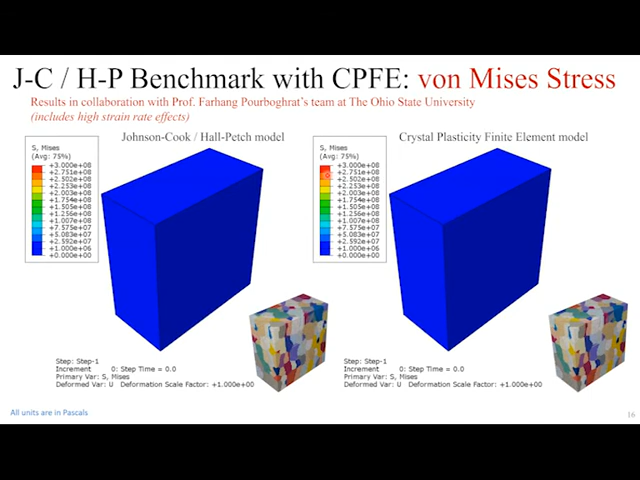 J-C / H-P Benchmark with CPFE: von Mises Stress
Results in collaboration with Prof. Farhang Pourboghrat's team at The Ohio State University
(includes high strain rate effects)
Johnson-Cook / Hall-Petch model
S, Mises
(Avg: 75%)
+3.000e+08
+2.751e+08
+2.502e+08
+2.253e+08
+2.003e+08
+1.754e+08
+1.505e+08
+1.256e+08
+1.007e+08
+7.575e+07
+5.083e+07
+2.592e+07
+1.000e+06
+0.000e+00
Step: Step-1
Increment 0: Step Time = 0.0
Primary Var: S, Mises
Deformed Var: U Deformation Scale Factor: +1.000e+00
Crystal Plasticity Finite Element model
S, Mises
(Avg: 75%)
+3.000e+08
+2.751e+08
+2.502e+08
+2.253e+08
+2.003e+08
+1.754e+08
+1.505e+08
+1.256e+08
+1.007e+08
+7.575e+07
+5.083e+07
+2.592e+07
+1.000e+06
+0.000e+00
Step: Step-1
Increment 0: Step Time = 0.0
Primary Var: S, Mises
Deformed Var: U Deformation Scale Factor: +1.000e+00
All units are in Pascals
16